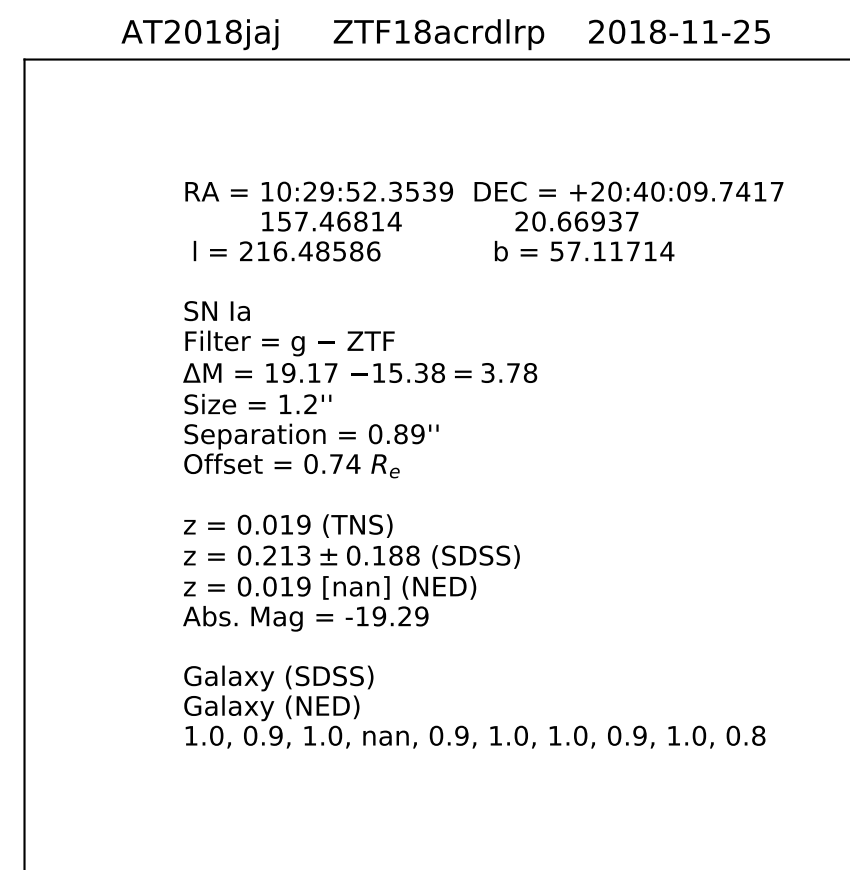 AT2018jaj ZTF18acrdlrp 2018-11-25
RA = 10:29:52.3539 DEC = +20:40:09.7417
157.46814 20.66937
l = 216.48586 b = 57.11714
SN Ia
Filter = g − ZTF
ΔM = 19.17 −15.38 = 3.78
Size = 1.2''
Separation = 0.89''
Offset = 0.74 Re
z = 0.019 (TNS)
z = 0.213 ± 0.188 (SDSS)
z = 0.019 [nan] (NED)
Abs. Mag = -19.29
Galaxy (SDSS)
Galaxy (NED)
1.0, 0.9, 1.0, nan, 0.9, 1.0, 1.0, 0.9, 1.0, 0.8